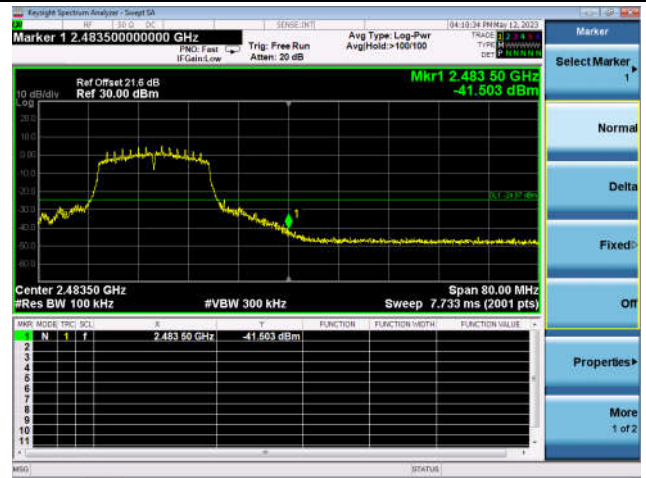 Keysight Spectrum Analyzer - Swept SA
RF 50 Ω DC SENSE:INT 04:10:34 PM May 12, 2023
Marker 1 2.483500000000 GHz
Avg Type: Log-Pwr
TRACE 1 2 3 4 5 6
PNO: Fast
Trig: Free Run
Avg|Hold:>100/100
TYPE M W W W W W
IFGain:Low
Atten: 20 dB
DET P N N N N N
Ref Offset 21.6 dB
Mkr1 2.483 50 GHz
10 dB/div Ref 30.00 dBm
-41.503 dBm
Log
20.0
10.0
0.00
-10.0
-20.0
-30.0
-40.0
-50.0
-60.0
1
Center 2.48350 GHz
Span 80.00 MHz
#Res BW 100 kHz
#VBW 300 kHz
Sweep 7.733 ms (2001 pts)
MKR MODE TRC SCL X Y FUNCTION FUNCTION WIDTH FUNCTION VALUE
1 N 1 f 2.483 50 GHz -41.503 dBm
2
3
4
5
6
7
8
9
10
11
MSG
STATUS
Marker
Select Marker
1
Normal
Delta
Fixed
Off
Properties
More
1 of 2